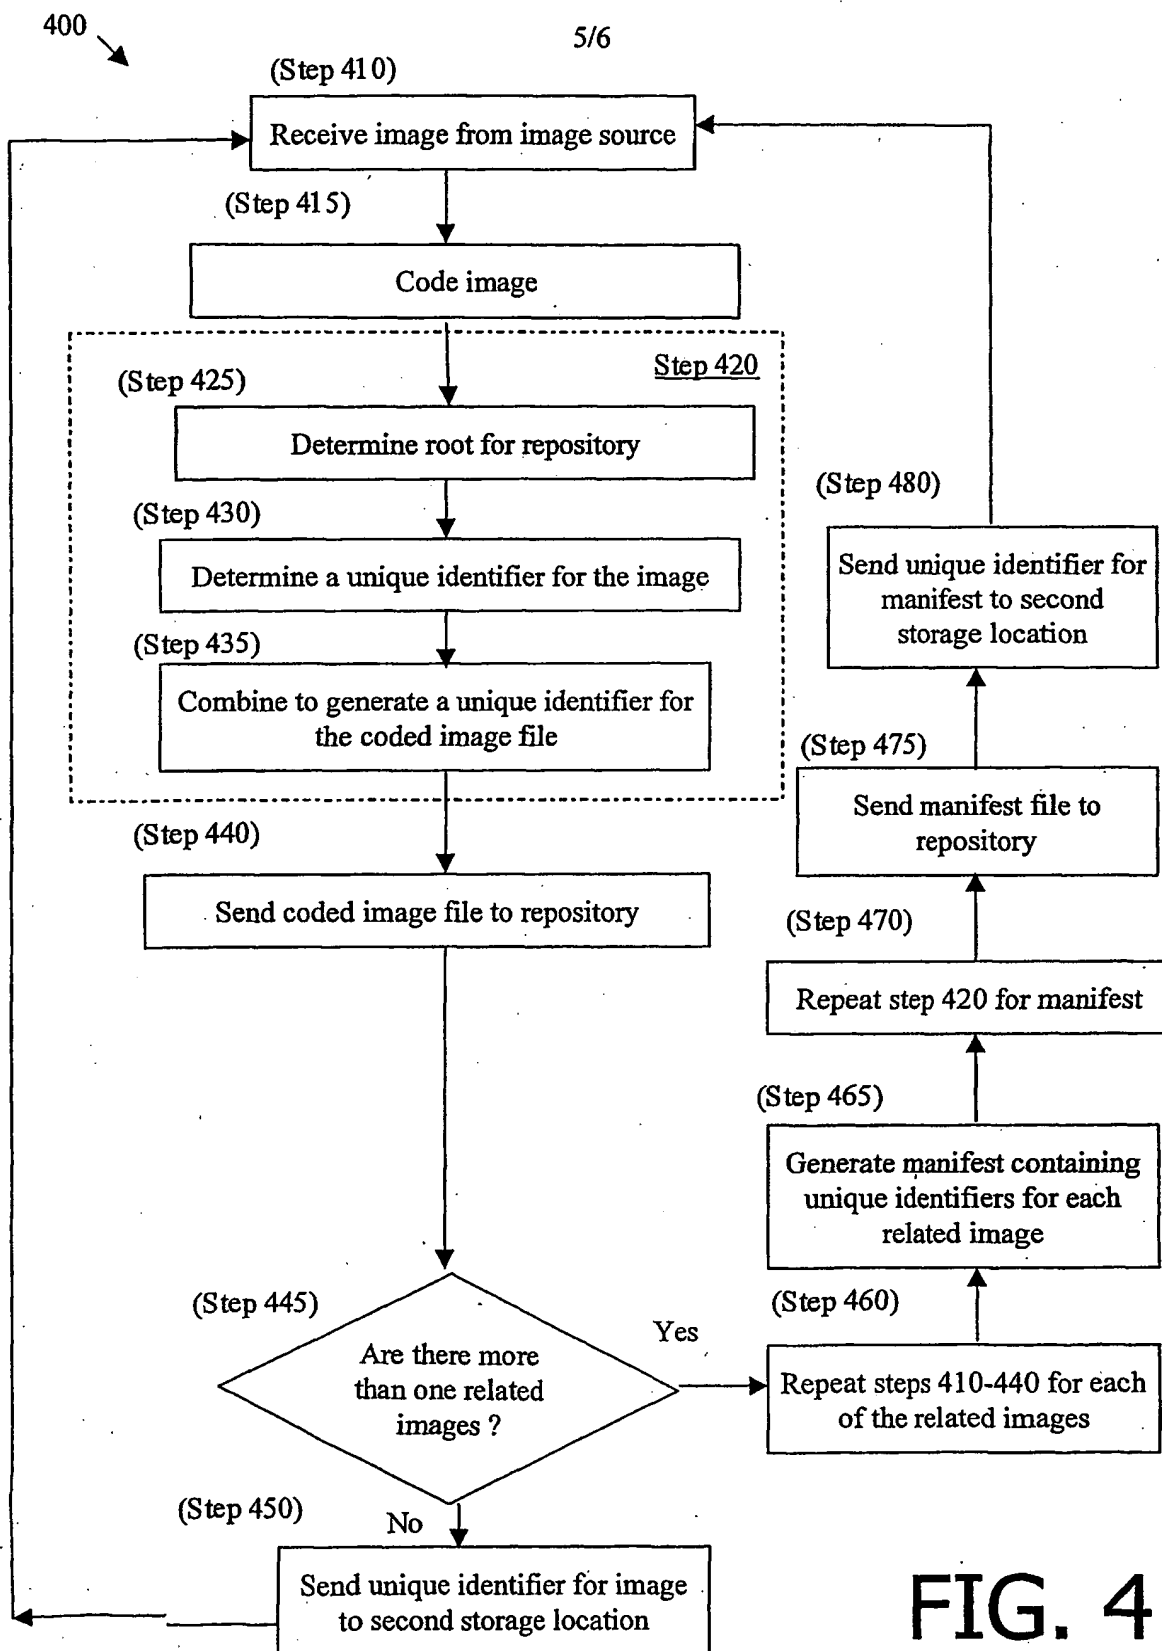 400
5/6
(Step 410)
Receive image from image source
(Step 415)
Code image
Step 420
(Step 425)
Determine root for repository
(Step 430)
Determine a unique identifier for the image
(Step 435)
Combine to generate a unique identifier for
the coded image file
(Step 440)
Send coded image file to repository
(Step 445)
Are there more
than one related
images ?
Yes
No
(Step 450)
Send unique identifier for image
to second storage location
(Step 460)
Repeat steps 410-440 for each
of the related images
(Step 465)
Generate manifest containing
unique identifiers for each
related image
(Step 470)
Repeat step 420 for manifest
(Step 475)
Send manifest file to
repository
(Step 480)
Send unique identifier for
manifest to second
storage location
FIG. 4